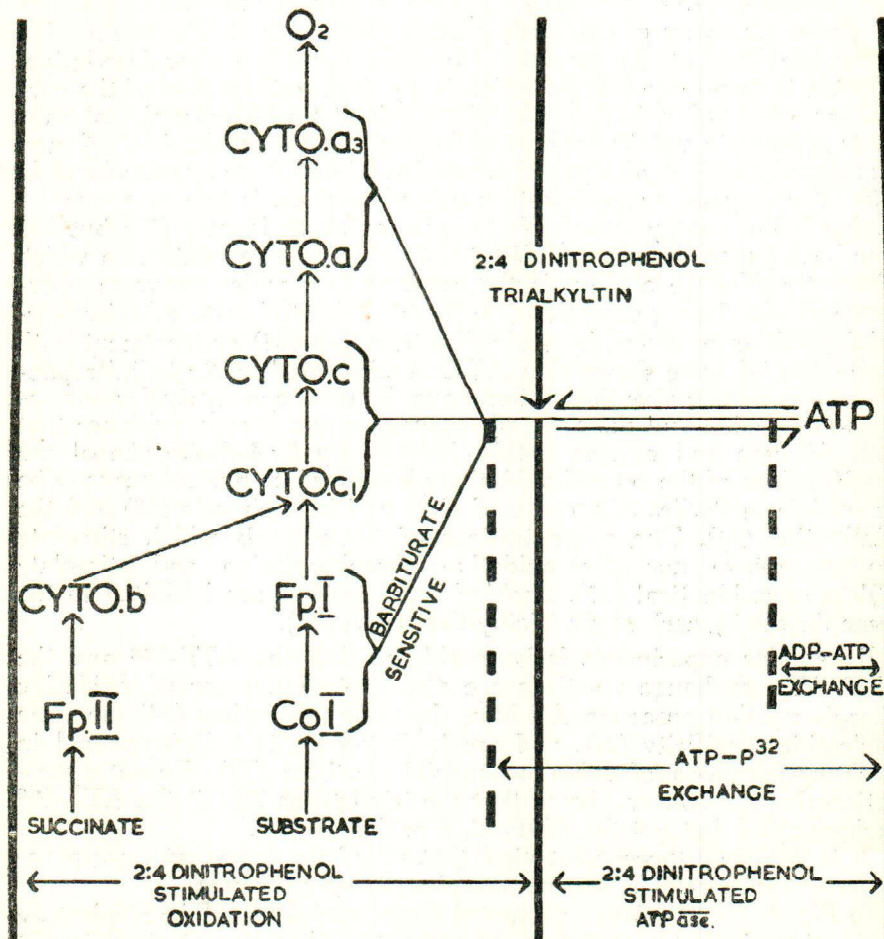 O₂
CYTO.a₃
CYTO.a
2:4 DINITROPHENOL
TRIALKYLTIN
CYTO.c
ATP
CYTO.c₁
BARBITURATE
SENSITIVE
CYTO.b
Fp.I
ADP-ATP
EXCHANGE
Fp.II
CoI
ATP-P³²
EXCHANGE
SUCCINATE
SUBSTRATE
2:4 DINITROPHENOL
STIMULATED
OXIDATION
2:4 DINITROPHENOL
STIMULATED
ATPase.